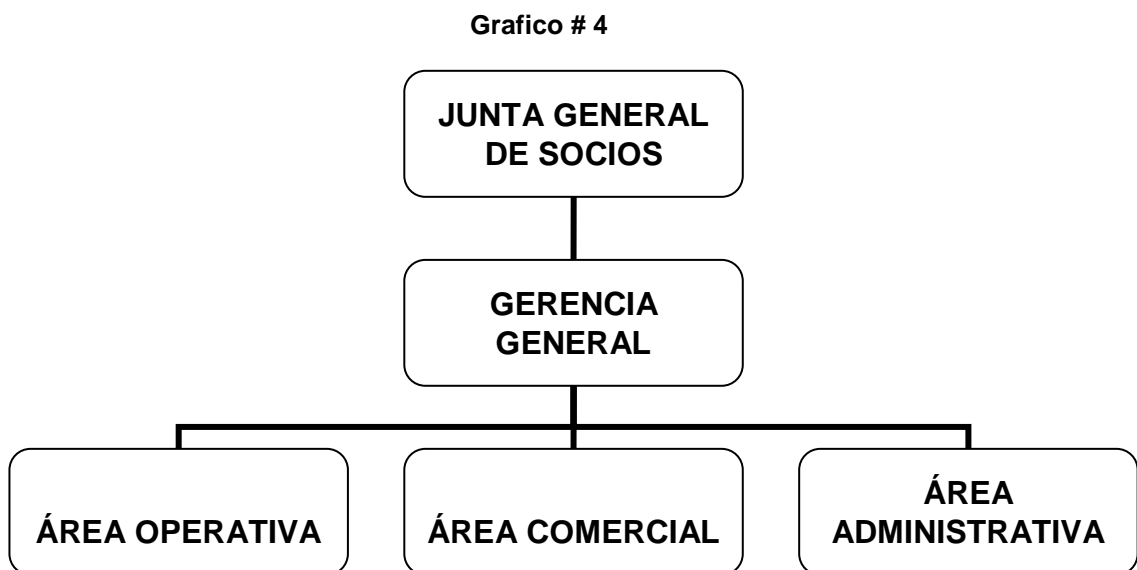 Grafico # 4
JUNTA GENERAL
DE SOCIOS
GERENCIA
GENERAL
ÁREA OPERATIVA
ÁREA COMERCIAL
ÁREA
ADMINISTRATIVA